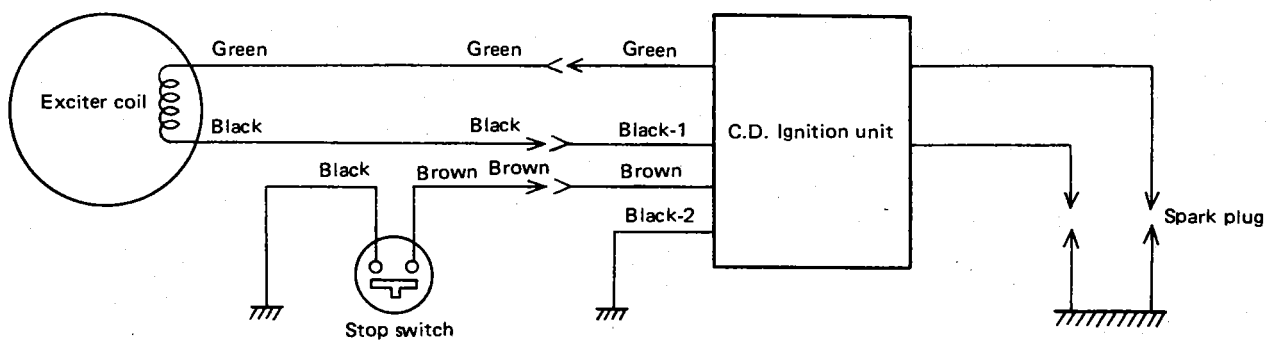 Green
Green
Green
Exciter coil
Black
Black
Black-1
C.D. Ignition unit
Black
Brown
Brown
Brown
Black-2
Spark plug
Stop switch